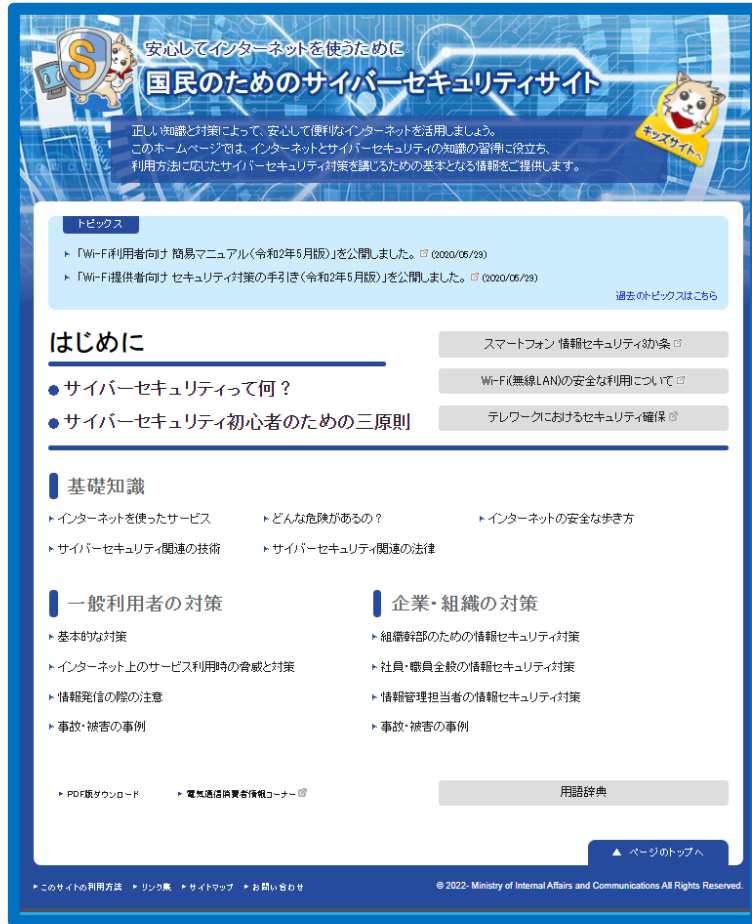 S
安心してインターネットを使うために
国民のためのサイバーセキュリティサイト
キッズサイトへ
正しい知識と対策によって、安心して便利なインターネットを活用しましょう。
このホームページでは、インターネットとサイバーセキュリティの知識の習得に役立ち、
利用方法に応じたサイバーセキュリティ対策を講じるための基本となる情報をご提供します。
トピックス
「Wi-Fi利用者向け 簡易マニュアル(令和2年5月版)」を公開しました。 (2020/05/29)
「Wi-Fi提供者向け セキュリティ対策の手引き(令和2年5月版)」を公開しました。 (2020/05/29)
過去のトピックスはこちら
はじめに
サイバーセキュリティって何?
サイバーセキュリティ初心者のための三原則
スマートフォン 情報セキュリティ3か条
Wi-Fi(無線LAN)の安全な利用について
テレワークにおけるセキュリティ確保
基礎知識
インターネットを使ったサービス どんな危険があるの? インターネットの安全な歩き方
サイバーセキュリティ関連の技術 サイバーセキュリティ関連の法律
一般利用者の対策
基本的な対策
インターネット上のサービス利用時の脅威と対策
情報発信の際の注意
事故・被害の事例
企業・組織の対策
組織幹部のための情報セキュリティ対策
社員・職員全般の情報セキュリティ対策
情報管理担当者の情報セキュリティ対策
事故・被害の事例
PDF版ダウンロード 電気通信消費者情報コーナー
用語辞典
▲ ページのトップへ
このサイトの利用方法 リンク集 サイトマップ お問い合わせ
© 2022- Ministry of Internal Affairs and Communications All Rights Reserved.